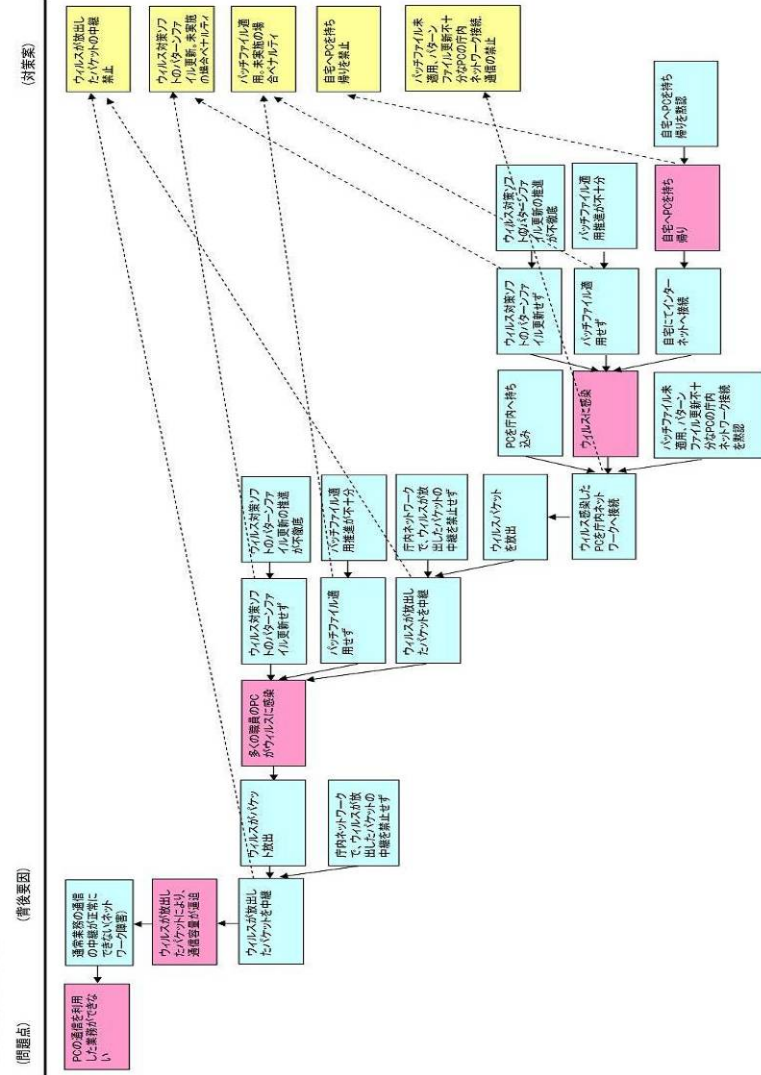 (問題点)
(背後要因)
(対策案)
PCの通信を利用
した業務ができな
い
通常業務の通信
の中継が正常に
できない(ネット
ワーク障害)
ウィルスが放出し
たパケットの中継
禁止
ウィルスが放出し
たパケットにより、
通信容量が逼迫
ウィルス対策ソフ
トのパターンファ
イル更新。未実施
の場合ペナルティ
パッチファイル適
用。未実施の場
合ペナルティ
ウィルスが放出し
たパケットを中継
ウィルスがパケッ
ト放出
多くの職員のPC
がウィルスに感染
ウィルス対策ソフ
トのパターンファ
イル更新せず
ウィルス対策ソフ
トのパターンファ
イル更新の推進
が不徹底
自宅へPCを持ち
帰りを禁止
庁内ネットワーク
で、ウィルスが放
出したパケットの
中継を禁止せず
パッチファイル適
用せず
パッチファイル適
用推進が不十分
ウィルスが放出し
たパケットを中継
庁内ネットワーク
で、ウィルスが放
出したパケットの
中継を禁止せず
パッチファイル未
適用、パターン
ファイル更新不十
分なPCの庁内
ネットワーク接続、
通信の禁止
ウィルスパケット
を放出
PCを庁内へ持ち
込み
ウィルス対策ソフ
トのパターンファ
イル更新せず
ウィルス対策ソフ
トのパターンファ
イル更新の推進
が不徹底
ウィルス感染した
PCを庁内ネット
ワークへ接続
ウィルスに感染
パッチファイル適
用せず
パッチファイル適
用推進が不十分
パッチファイル未
適用、パターン
ファイル更新不十
分なPCの庁内
ネットワーク接続
を黙認
自宅にてインター
ネットへ接続
自宅へPCを持ち
帰り
自宅へPCを持ち
帰りを黙認